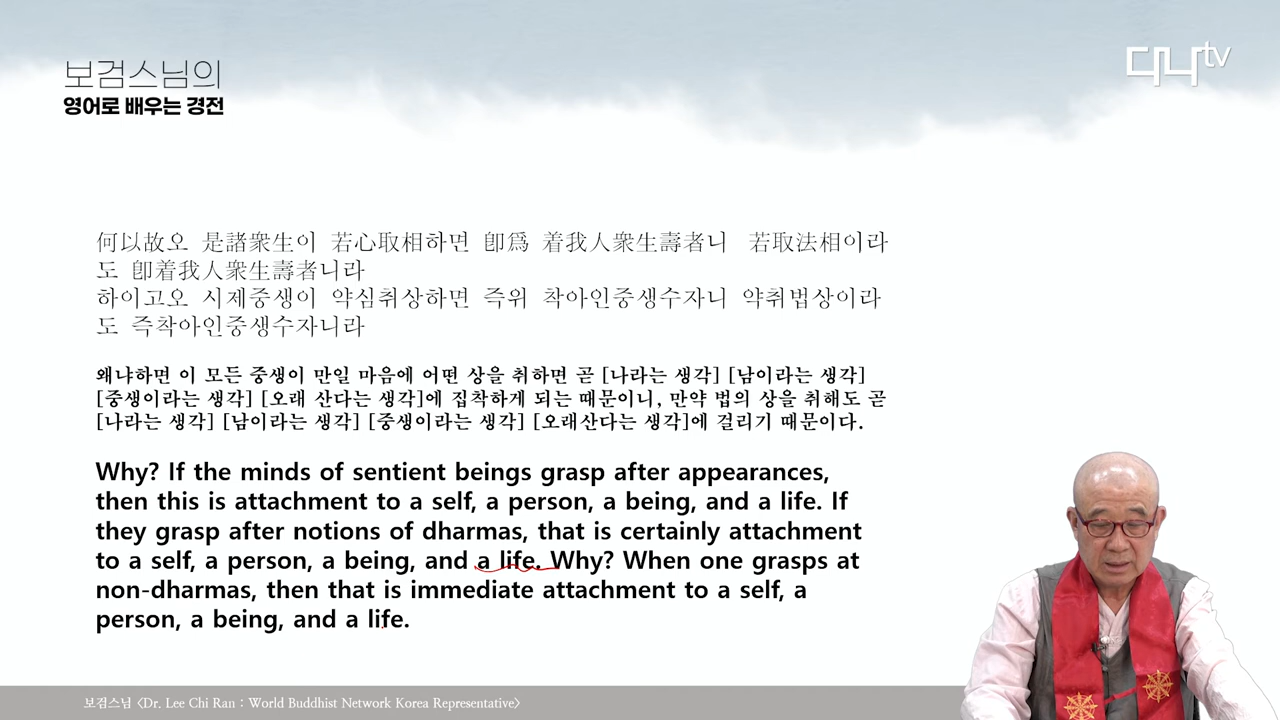 보검스님의
영어로 배우는 경전
다나tv
何以故오 是諸衆生이 若心取相하면 卽爲 着我人衆生壽者니 若取法相이라
도 卽着我人衆生壽者니라
하이고오 시제중생이 약심취상하면 즉위 착아인중생수자니 약취법상이라
도 즉착아인중생수자니라
왜냐하면 이 모든 중생이 만일 마음에 어떤 상을 취하면 곧 [나라는 생각] [남이라는 생각]
[중생이라는 생각] [오래 산다는 생각]에 집착하게 되는 때문이니, 만약 법의 상을 취해도 곧
[나라는 생각] [남이라는 생각] [중생이라는 생각] [오래산다는 생각]에 걸리기 때문이다.
Why? If the minds of sentient beings grasp after appearances,
then this is attachment to a self, a person, a being, and a life. If
they grasp after notions of dharmas, that is certainly attachment
to a self, a person, a being, and a life. Why? When one grasps at
non-dharmas, then that is immediate attachment to a self, a
person, a being, and a life.
보검스님 <Dr. Lee Chi Ran : World Buddhist Network Korea Representative>